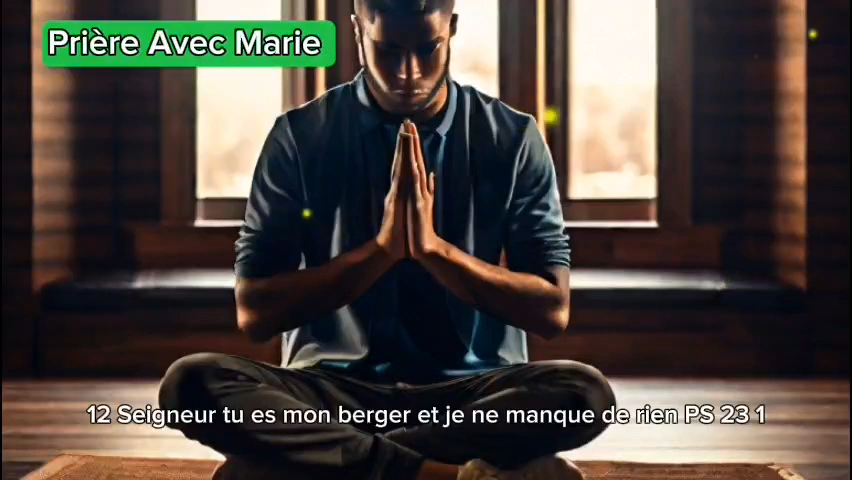 Prière Avec Marie
12 Seigneur tu es mon berger et je ne manque de rien PS 23 1